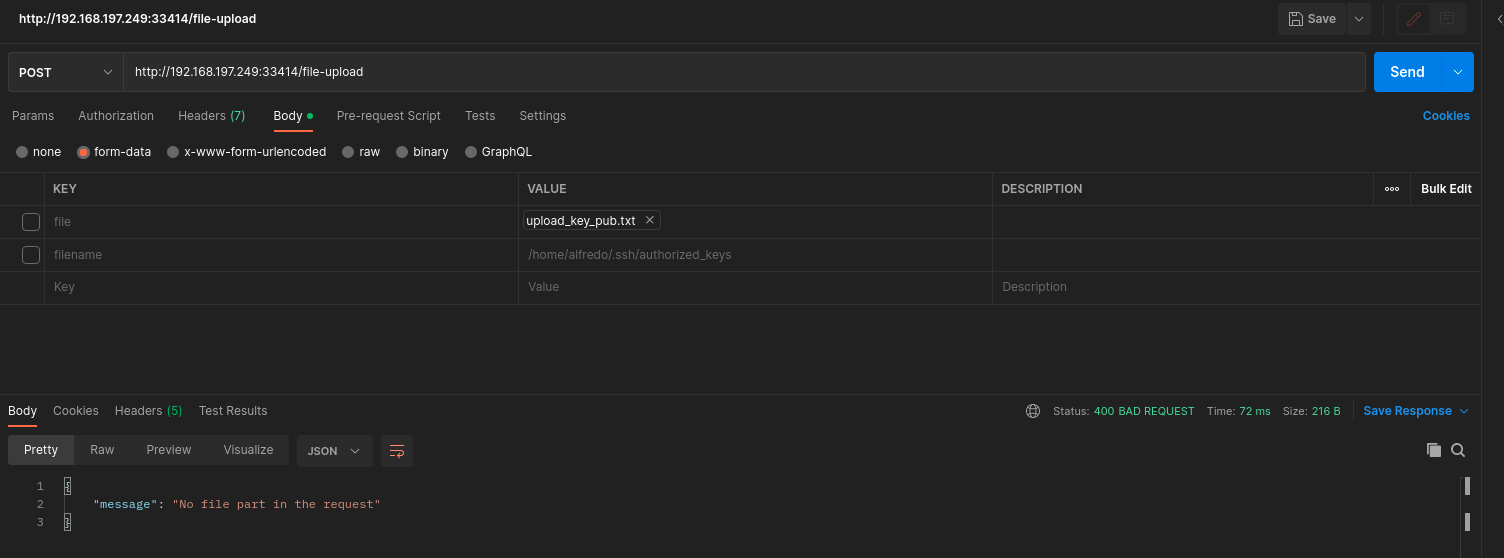 http://192.168.197.249:33414/file-upload
Save
POST http://192.168.197.249:33414/file-upload Send
Params Authorization Headers (7) Body Pre-request Script Tests Settings Cookies
none form-data x-www-form-urlencoded raw binary GraphQL
KEY VALUE DESCRIPTION Bulk Edit
file upload_key_pub.txt
filename /home/alfredo/.ssh/authorized_keys
Key Value Description
Body Cookies Headers (5) Test Results Status: 400 BAD REQUEST Time: 72 ms Size: 216 B Save Response
Pretty Raw Preview Visualize JSON
1 {
2 "message": "No file part in the request"
3 }